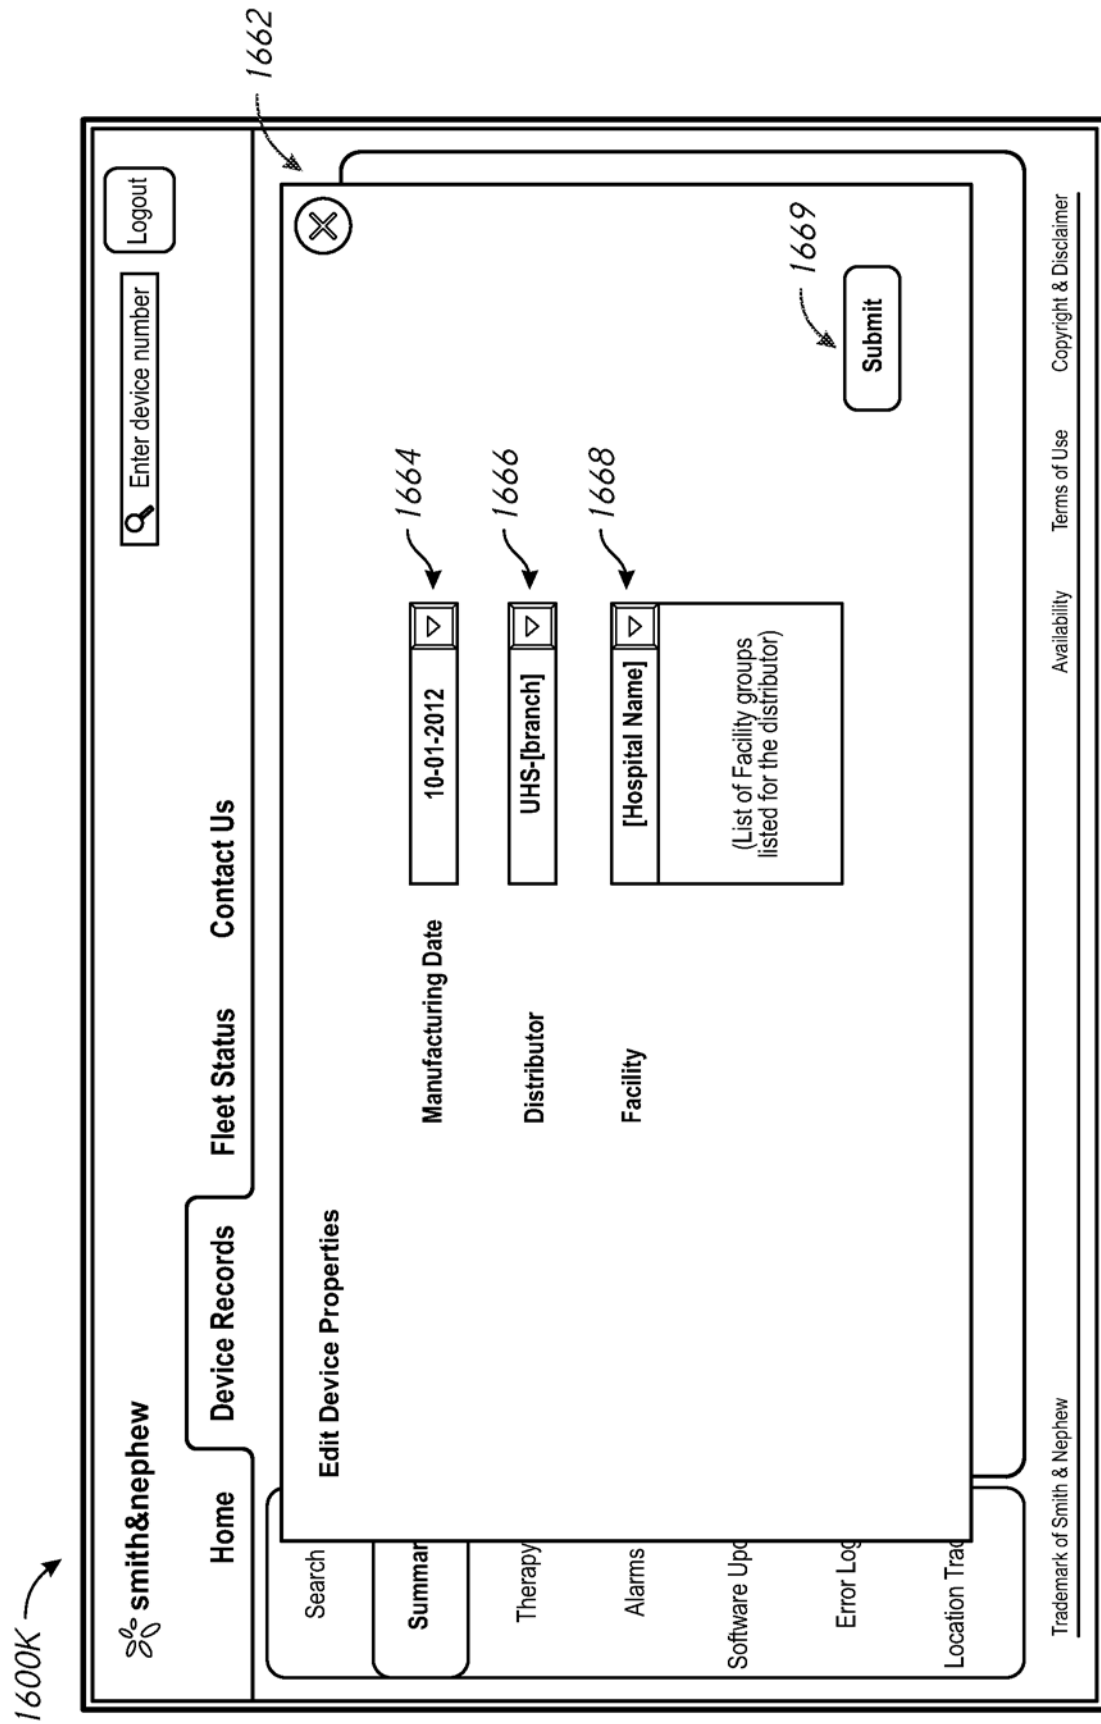 1600K
smith&nephew
Enter device number
Logout
Home
Device Records
Fleet Status
Contact Us
1662
Search
Summar
Therapy
Alarms
Software Upd
Error Log
Location Trac
Edit Device Properties
Manufacturing Date
10-01-2012
1664
Distributor
UHS-[branch]
1666
Facility
[Hospital Name]
1668
(List of Facility groups
listed for the distributor)
1669
Submit
Trademark of Smith & Nephew
Availability
Terms of Use
Copyright & Disclaimer